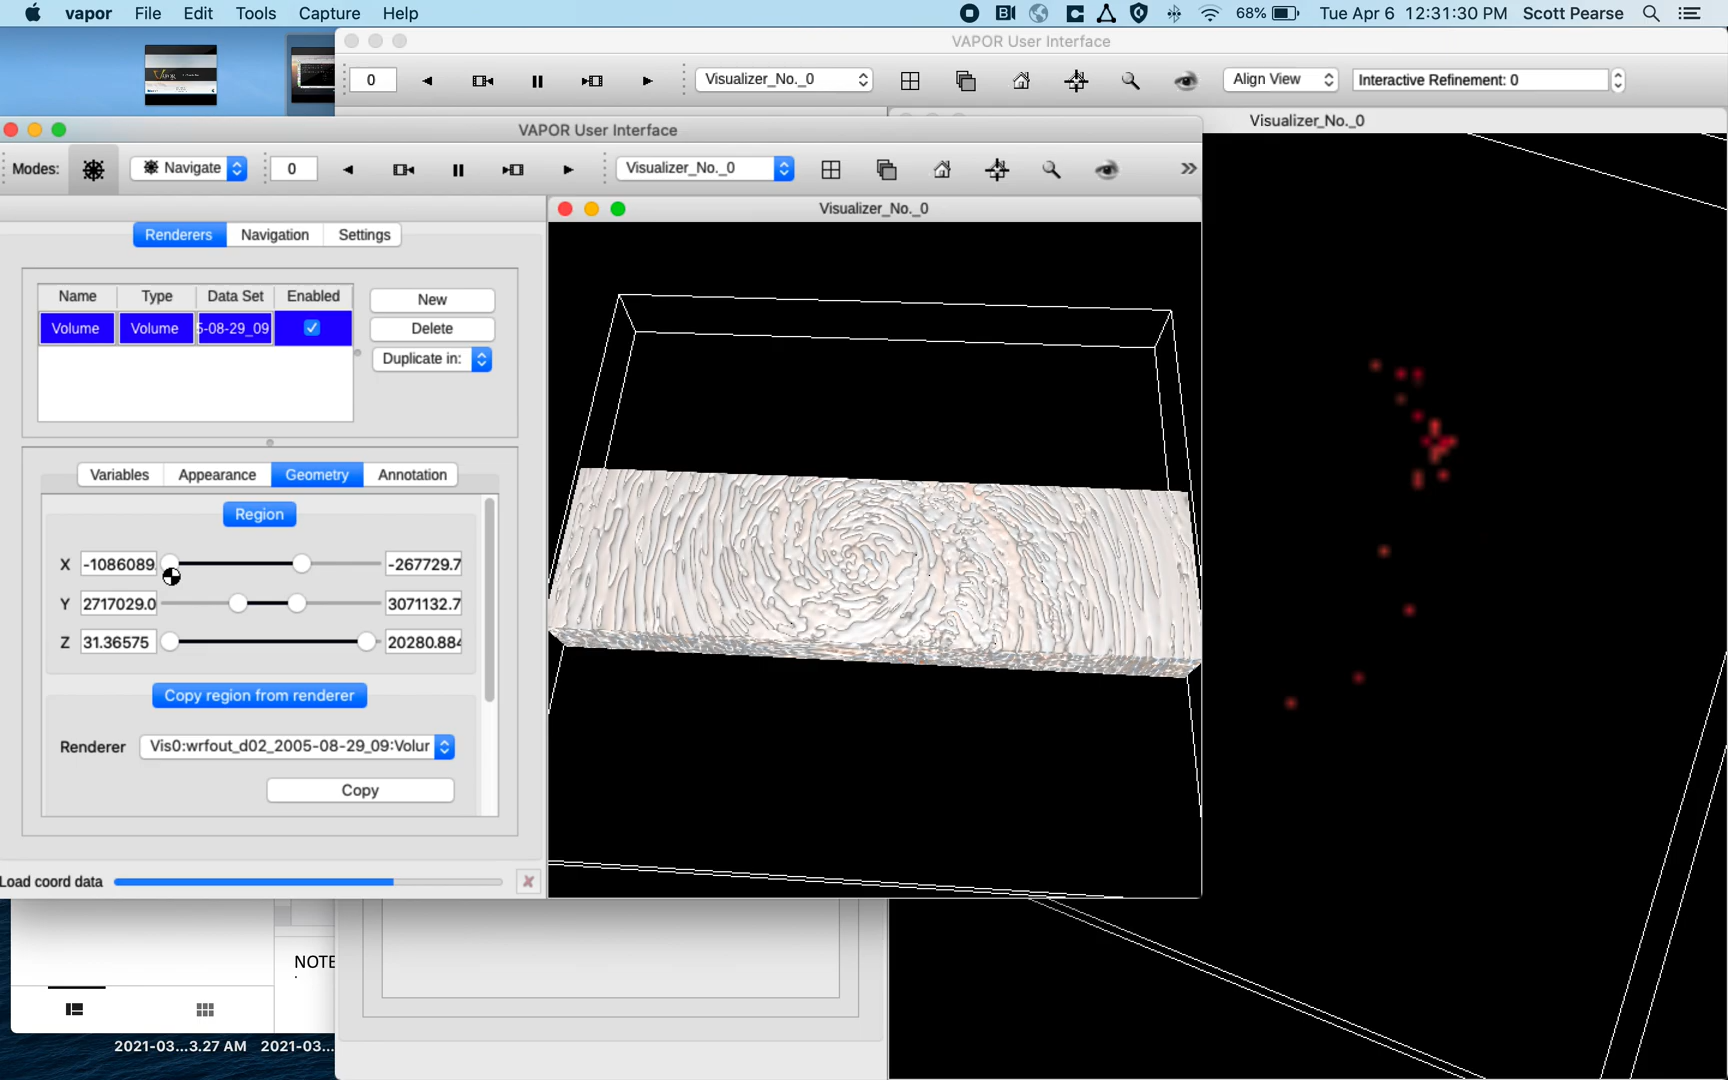 vapor File Edit Tools Capture Help 68% Tue Apr 6 12:31:30 PM Scott Pearse
VAPOR User Interface
0 Visualizer_No._0 Align View Interactive Refinement: 0
Visualizer_No._0
VAPOR User Interface
Modes: Navigate 0 Visualizer_No._0 »
Visualizer_No._0
Renderers Navigation Settings
Name Type Data Set Enabled
New
Volume Volume 5-08-29_09
Delete
Duplicate in:
Variables Appearance Geometry Annotation
Region
X -1086089. -267729.7
Y 2717029.0 3071132.7
Z 31.36575 20280.884
Copy region from renderer
Renderer Vis0:wrfout_d02_2005-08-29_09:Volur
Copy
Load coord data
NOTE
2021-03...3.27 AM 2021-03...